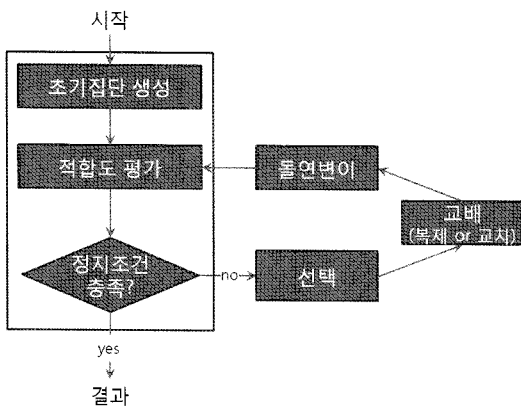 시작
초기집단 생성
적합도 평가
돌연변이
교배
(복제 or 교차)
정지조건
충족?
no
선택
yes
결과